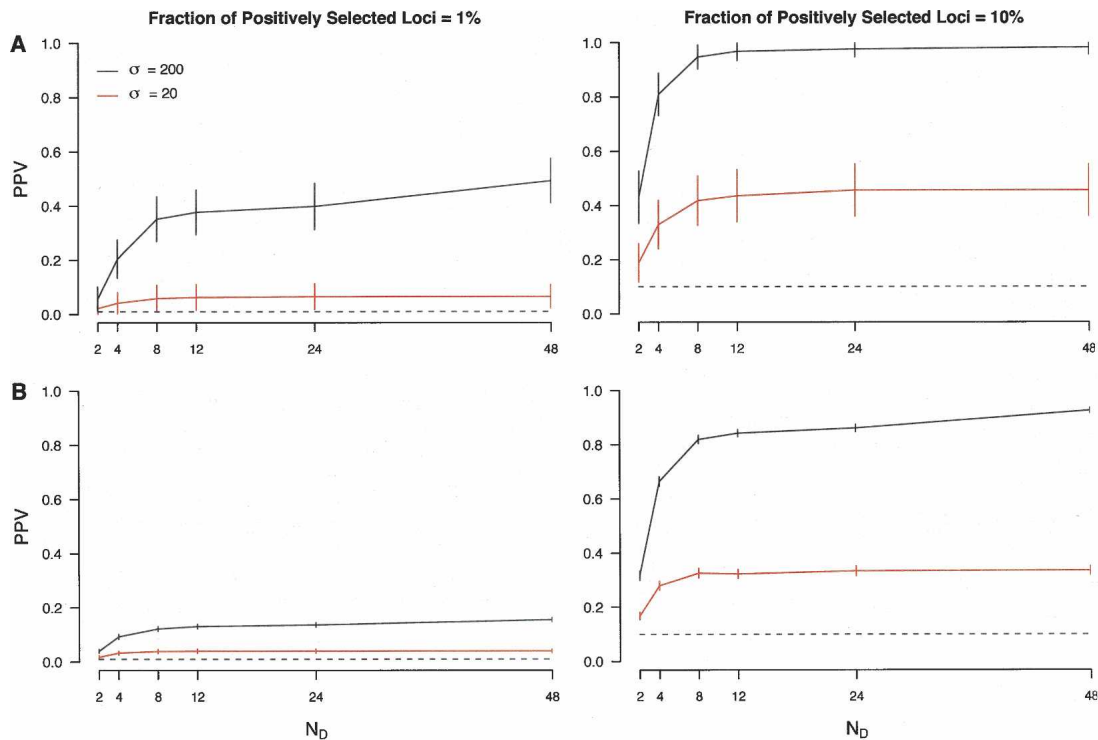 Fraction of Positively Selected Loci = 1%
Fraction of Positively Selected Loci = 10%
A
1.0
0.8
0.6
0.4
0.2
0.0
PPV
σ = 200
σ = 20
2 4 8 12 24 48
1.0
0.8
0.6
0.4
0.2
0.0
2 4 8 12 24 48
B
1.0
0.8
0.6
0.4
0.2
0.0
PPV
2 4 8 12 24 48
N_D
1.0
0.8
0.6
0.4
0.2
0.0
2 4 8 12 24 48
N_D